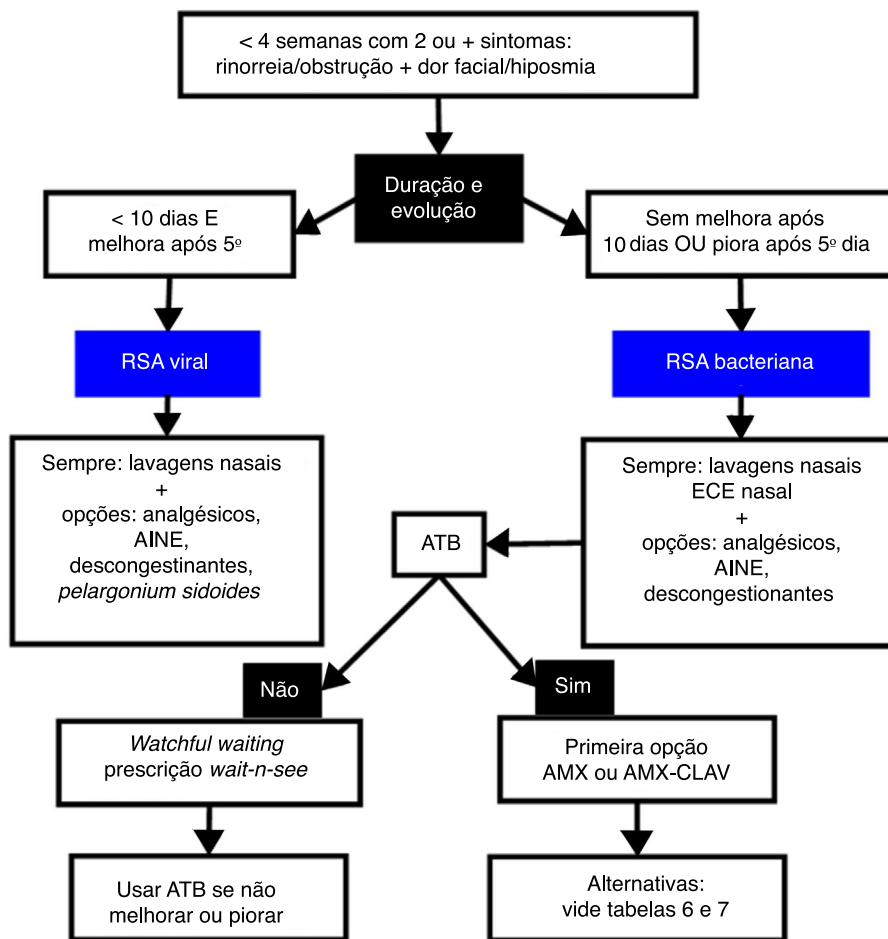 < 4 semanas com 2 ou + sintomas:
rinorreia/obstrução + dor facial/hiposmia
Duração e
evolução
< 10 dias E
melhora após 5º
Sem melhora após
10 dias OU piora após 5º dia
RSA viral
RSA bacteriana
Sempre: lavagens nasais
+
opções: analgésicos,
AINE,
descongestinantes,
pelargonium sidoides
Sempre: lavagens nasais
ECE nasal
+
opções: analgésicos,
AINE,
descongestionantes
ATB
Não
Sim
Watchful waiting
prescrição wait-n-see
Primeira opção
AMX ou AMX-CLAV
Usar ATB se não
melhorar ou piorar
Alternativas:
vide tabelas 6 e 7